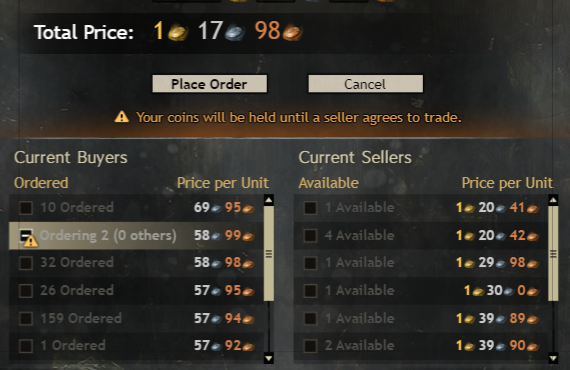 Total Price: 1 17 98
Place Order Cancel
Your coins will be held until a seller agrees to trade.
Current Buyers
Ordered Price per Unit
10 Ordered 69 95
Ordering 2 (0 others) 58 99
32 Ordered 58 98
26 Ordered 57 95
159 Ordered 57 94
1 Ordered 57 92
Current Sellers
Available Price per Unit
1 Available 1 20 41
4 Available 1 20 42
1 Available 1 29 98
1 Available 1 30 0
1 Available 1 39 89
2 Available 1 39 90